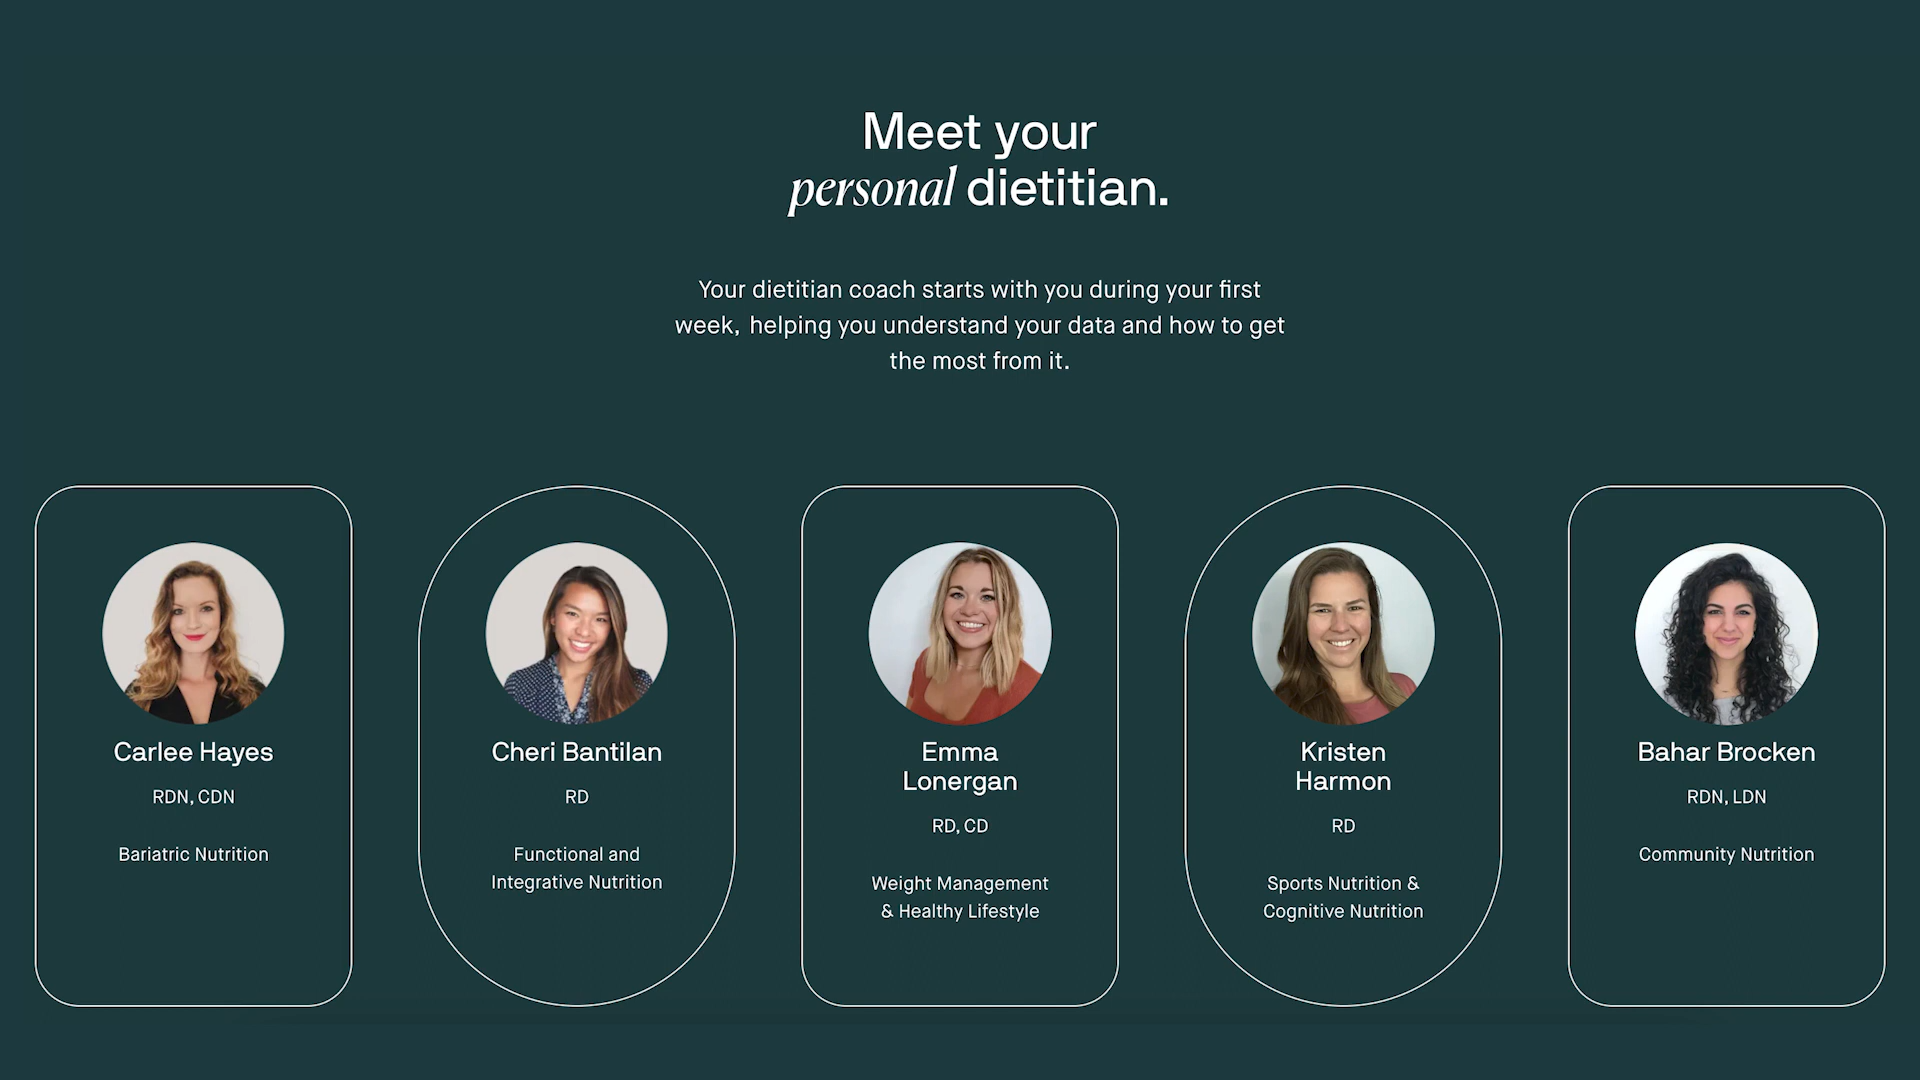 Meet your
personal dietitian.
Your dietitian coach starts with you during your first
week, helping you understand your data and how to get
the most from it.
Carlee Hayes
RDN, CDN
Bariatric Nutrition
Cheri Bantilan
RD
Functional and
Integrative Nutrition
Emma
Lonergan
RD, CD
Weight Management
& Healthy Lifestyle
Kristen
Harmon
RD
Sports Nutrition &
Cognitive Nutrition
Bahar Brocken
RDN, LDN
Community Nutrition